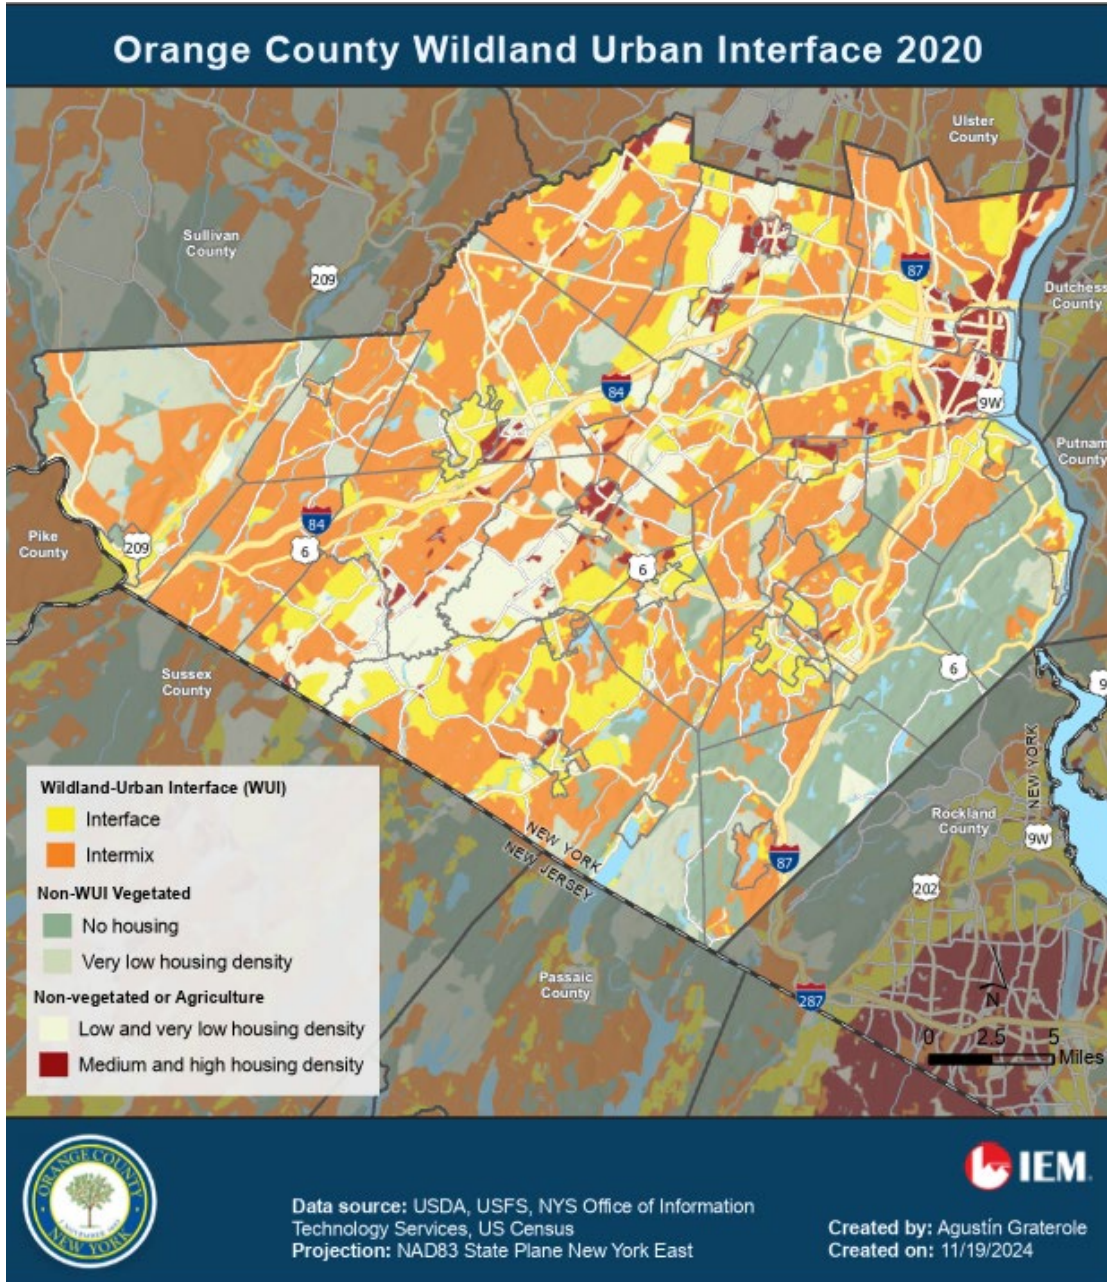 Orange County Wildland Urban Interface 2020
Ulster
County
Sullivan
County
209
87
Dutchess
County
84
9W
Putnam
County
84
209
6
Pike
County
6
Sussex
County
6
9
NEW YORK
Wildland-Urban Interface (WUI)
Interface
Intermix
Non-WUI Vegetated
No housing
Very low housing density
Non-vegetated or Agriculture
Low and very low housing density
Medium and high housing density
NEW YORK
NEW JERSEY
Rockland
County
9W
87
202
Passaic
County
287
N
0 2.5 5
Miles
ORANGE COUNTY
NEW YORK
IEM
Data source: USDA, USFS, NYS Office of Information
Technology Services, US Census
Projection: NAD83 State Plane New York East
Created by: Agustín Graterole
Created on: 11/19/2024